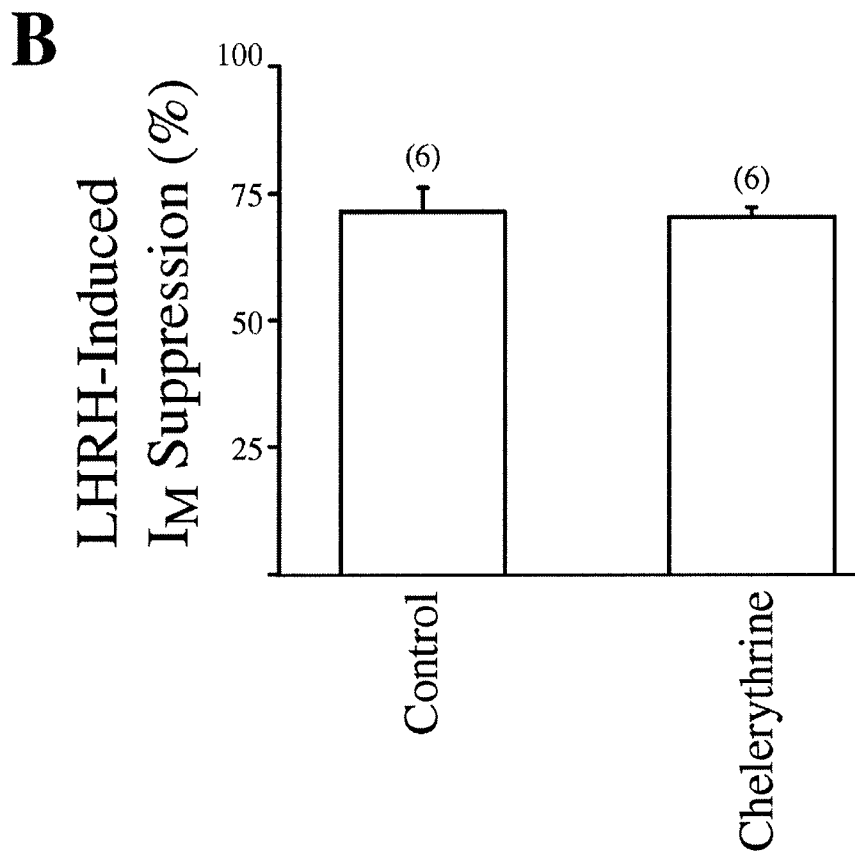 B
LHRH-Induced
IM Suppression (%)
100
75
50
25
(6)
(6)
Control
Chelerythrine